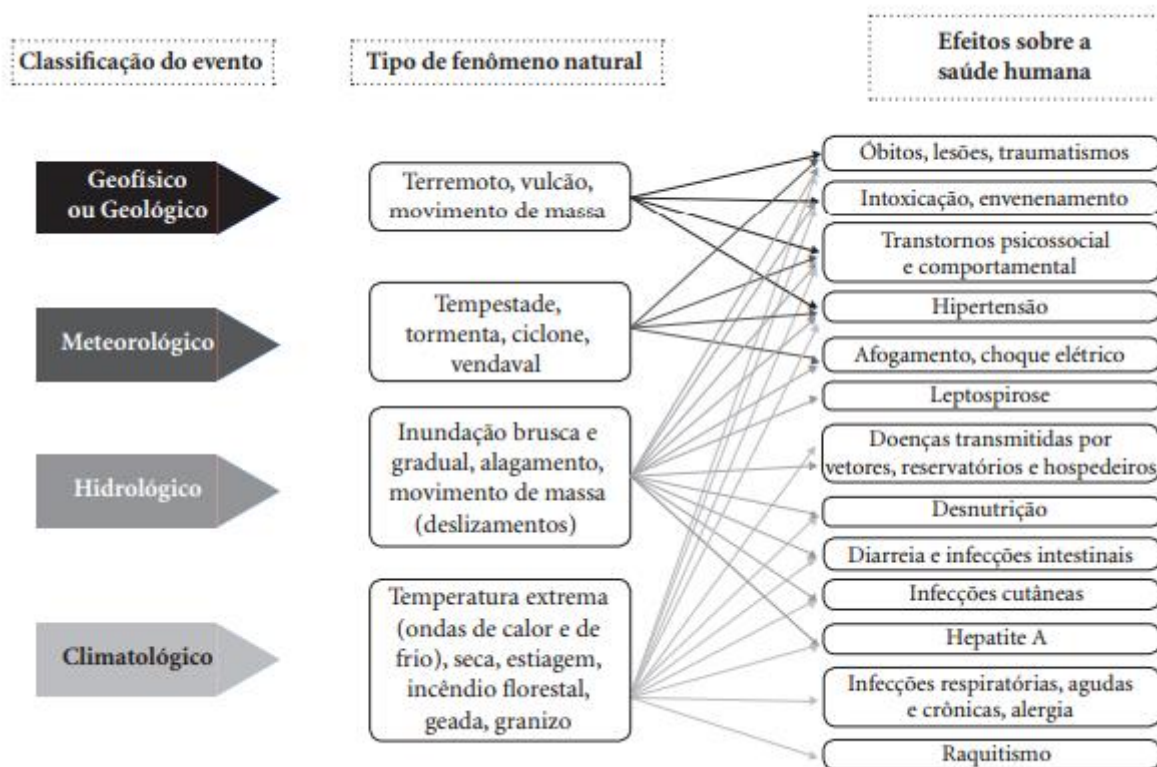 Classificação do evento
Tipo de fenômeno natural
Efeitos sobre a
saúde humana
Geofísico
ou Geológico
Terremoto, vulcão,
movimento de massa
Meteorológico
Tempestade,
tormenta, ciclone,
vendaval
Hidrológico
Inundação brusca e
gradual, alagamento,
movimento de massa
(deslizamentos)
Climatológico
Temperatura extrema
(ondas de calor e de
frio), seca, estiagem,
incêndio florestal,
geada, granizo
Óbitos, lesões, traumatismos
Intoxicação, envenenamento
Transtornos psicossocial
e comportamental
Hipertensão
Afogamento, choque elétrico
Leptospirose
Doenças transmitidas por
vetores, reservatórios e hospedeiros
Desnutrição
Diarreia e infecções intestinais
Infecções cutâneas
Hepatite A
Infecções respiratórias, agudas
e crônicas, alergia
Raquitismo